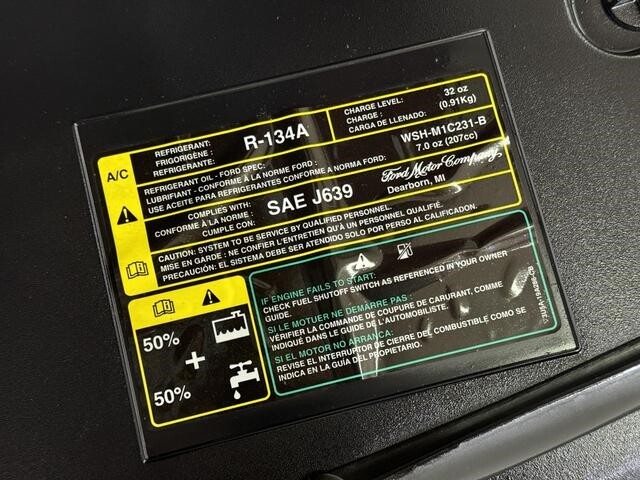 A/C
REFRIGERANT:
FRIGORIGÈNE :
REFRIGERANTE:
R-134A
CHARGE LEVEL:
CHARGE :
CARGA DE LLENADO:
32 oz
(0.91Kg)
REFRIGERANT OIL - FORD SPEC:
LUBRIFIANT - CONFORME À LA NORME FORD :
USE ACEITE PARA REFRIGERANTES CONFORME A NORMA FORD:
WSH-M1C231-B
7.0 oz (207cc)
COMPLIES WITH:
CONFORME À LA NORME :
CUMPLE CON:
SAE J639
Ford Motor Company,
Dearborn, MI
CAUTION: SYSTEM TO BE SERVICED BY QUALIFIED PERSONNEL.
MISE EN GARDE : NE CONFIER L'ENTRETIEN QU'À UN PERSONNEL QUALIFIÉ.
PRECAUCIÓN: EL SISTEMA DEBE SER ATENDIDO SOLO POR PERSO AL CALIFICADOR.
50%
+
50%
IF ENGINE FAILS TO START:
CHECK FUEL SHUTOFF SWITCH AS REFERENCED IN YOUR OWNER
GUIDE.
SI LE MOTUER NE DÉMARRE PAS,
VÉRIFIER LA COMMANDE DE COUPURE DE CARURANT, COMME
INDIQUÉ DANS LE GUIDE DE L'AUTOMOBILISTE.
SI EL MOTOR NO ARRANCA:
REVISE EL INTERRUPTOR DE CIERRE DEL COMBUSTIBLE COMO SE
INDICA EN LA GUÍA DEL PROPIETARIO.